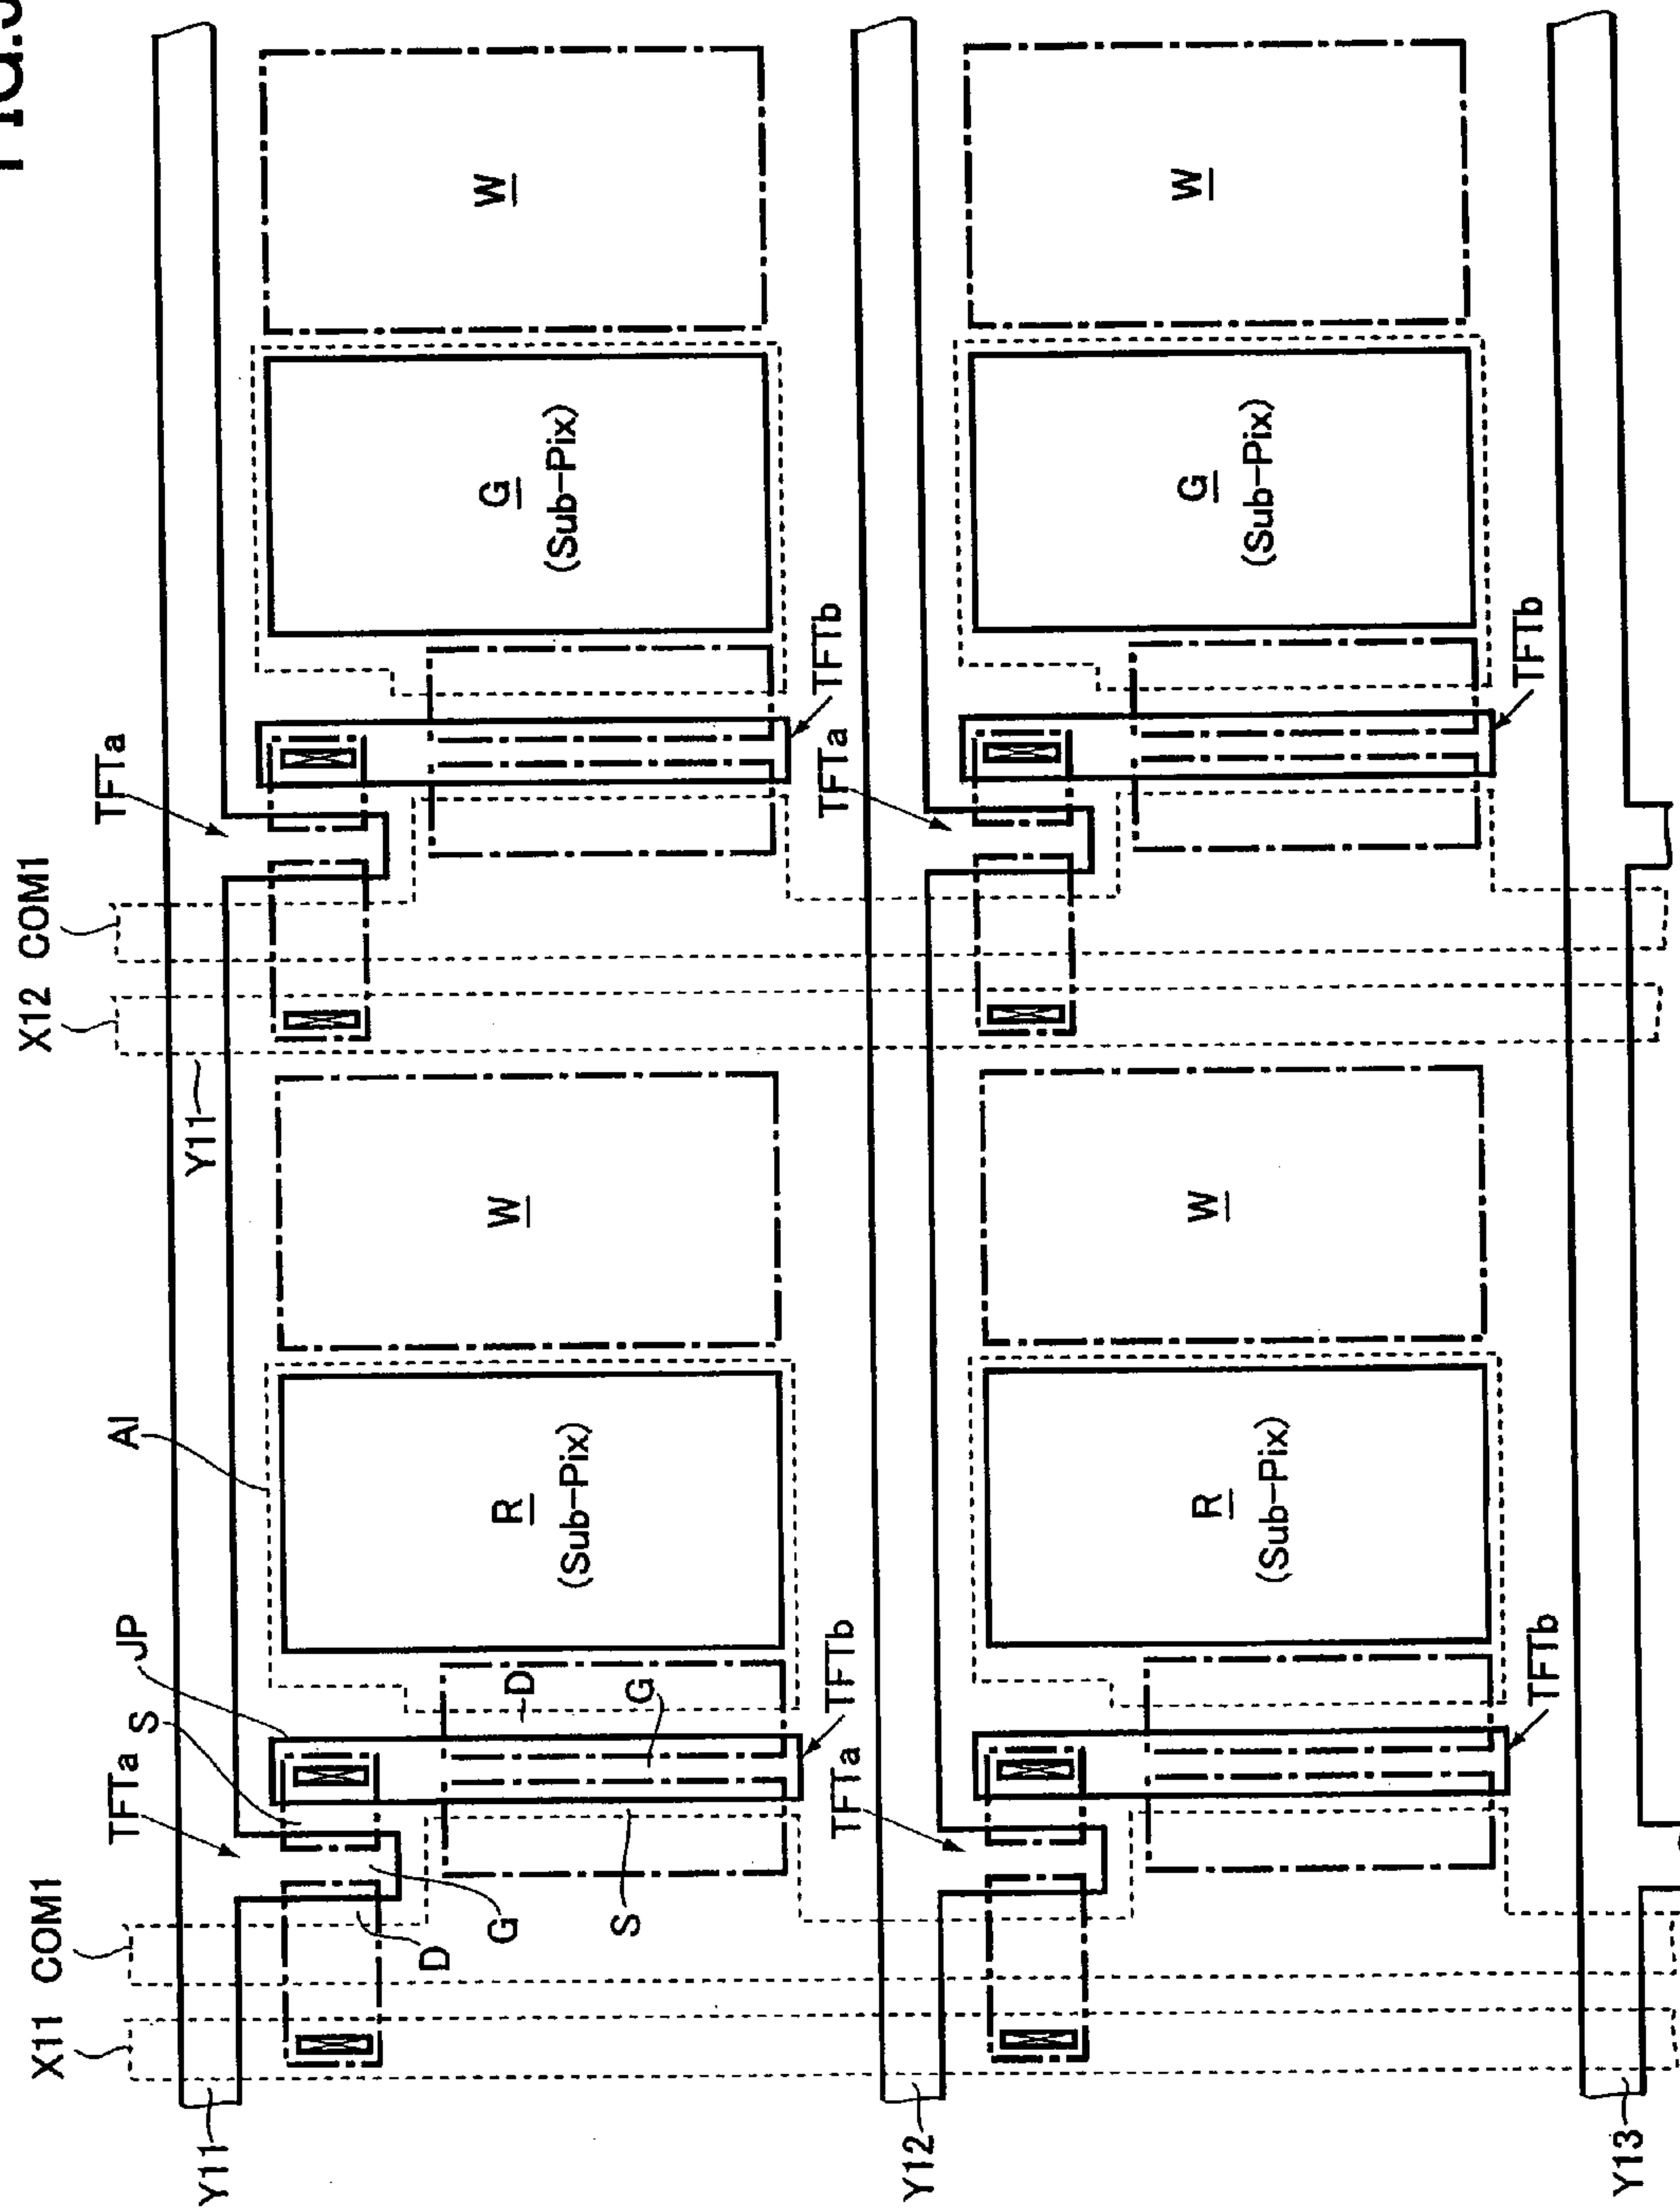 X11 COM1
X12 COM1
TFTa
S
JP
AI
TFTa
Y11
Y11
D
G
S
D
G
TFTb
R
(Sub-Pix)
W
TFTb
G
(Sub-Pix)
W
Y12
TFTa
TFTb
R
(Sub-Pix)
W
TFTa
TFTb
G
(Sub-Pix)
W
Y13